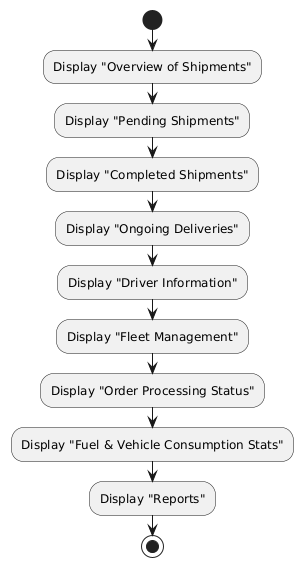 Display "Overview of Shipments"
Display "Pending Shipments"
Display "Completed Shipments"
Display "Ongoing Deliveries"
Display "Driver Information"
Display "Fleet Management"
Display "Order Processing Status"
Display "Fuel & Vehicle Consumption Stats"
Display "Reports"